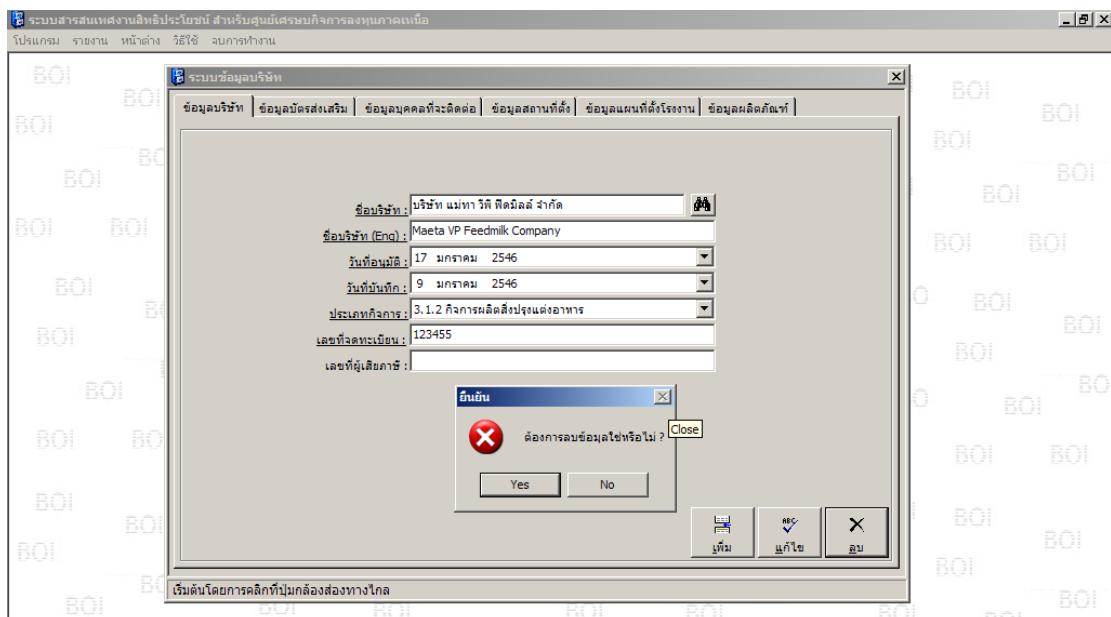 ระบบสารสนเทศงานสิทธิประโยชน์ สำหรับศูนย์เศรษฐกิจการลงทุนภาคเหนือ
โปรแกรม รายงาน หน้าต่าง วิธีใช้ จบการทำงาน
ระบบข้อมูลบริษัท
ข้อมูลบริษัท ข้อมูลบัตรส่งเสริม ข้อมูลบุคคลที่จะติดต่อ ข้อมูลสถานที่ตั้ง ข้อมูลแผนที่ตั้งโรงงาน ข้อมูลผลิตภัณฑ์
ชื่อบริษัท : บริษัท แม่ทา วีพี ฟีดมิลล์ จำกัด
ชื่อบริษัท (Eng) : Maeta VP Feedmilk Company
วันที่อนุมัติ : 17 มกราคม 2546
วันที่บันทึก : 9 มกราคม 2546
ประเภทกิจการ : 3.1.2 กิจการผลิตสิ่งปรุงแต่งอาหาร
เลขที่จดทะเบียน : 123455
เลขที่ผู้เสียภาษี :
ยืนยัน
ต้องการลบข้อมูลใช่หรือไม่ ?
Close
Yes No
เพิ่ม แก้ไข ลบ
เริ่มต้นโดยการคลิกที่ปุ่มกล้องส่องทางไกล
BOI